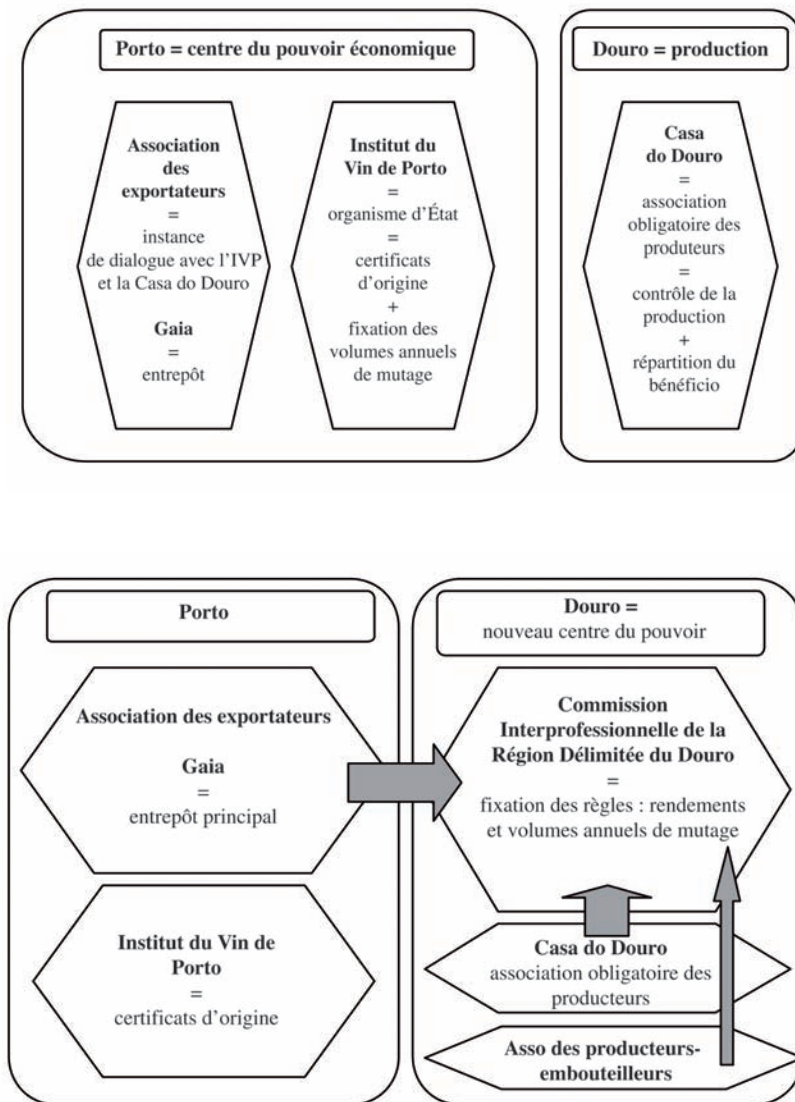 Porto = centre du pouvoir économique
Association
des
exportateurs
=
instance
de dialogue avec l'IVP
et la Casa do Douro
Gaia
=
entrepôt
Institut du
Vin de Porto
=
organisme d'État
=
certificats
d'origine
+
fixation des
volumes annuels
de mutage
Douro = production
Casa
do Douro
=
association
obligatoire des
produteurs
=
contrôle de la
production
+
répartition du
bénéficio
Porto
Association des exportateurs
Gaia
=
entrepôt principal
Institut du Vin de
Porto
=
certificats d'origine
Douro =
nouveau centre du pouvoir
Commission
Interprofessionnelle de la
Région Délimitée du Douro
=
fixation des règles : rendements
et volumes annuels de mutage
Casa do Douro
association obligatoire des
producteurs
Asso des producteurs-
embouteilleurs